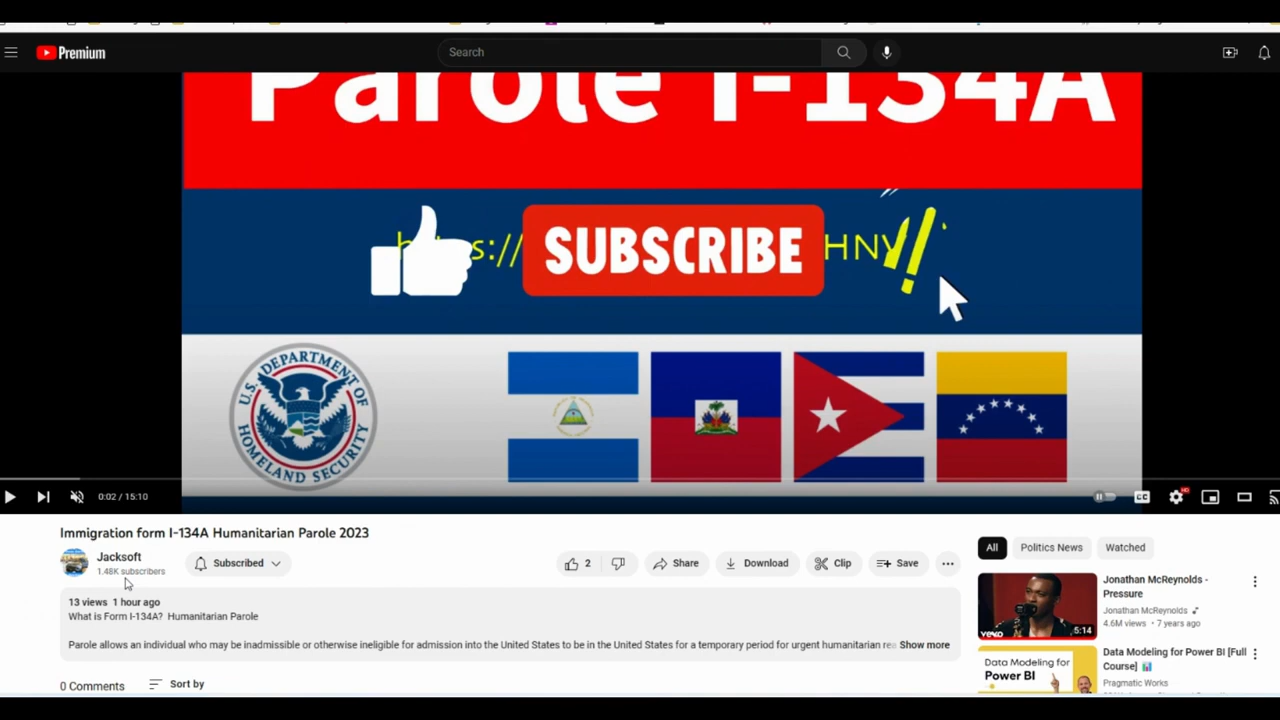 Premium
Search
Parole I-134A
SUBSCRIBE
HNV
U.S. DEPARTMENT OF
HOMELAND SECURITY
0:02 / 15:10
CC
HD
Immigration form I-134A Humanitarian Parole 2023
Jacksoft
1.48K subscribers
Subscribed
2
Share
Download
Clip
Save
13 views 1 hour ago
What is Form I-134A? Humanitarian Parole
Parole allows an individual who may be inadmissible or otherwise ineligible for admission into the United States to be in the United States for a temporary period for urgent humanitarian
Show more
0 Comments
Sort by
All
Politics News
Watched
vevo
5:14
Jonathan McReynolds -
Pressure
Jonathan McReynolds
4.6M views • 7 years ago
Data Modeling for
Power BI
Data Modeling for Power BI [Full
Course]
Pragmatic Works